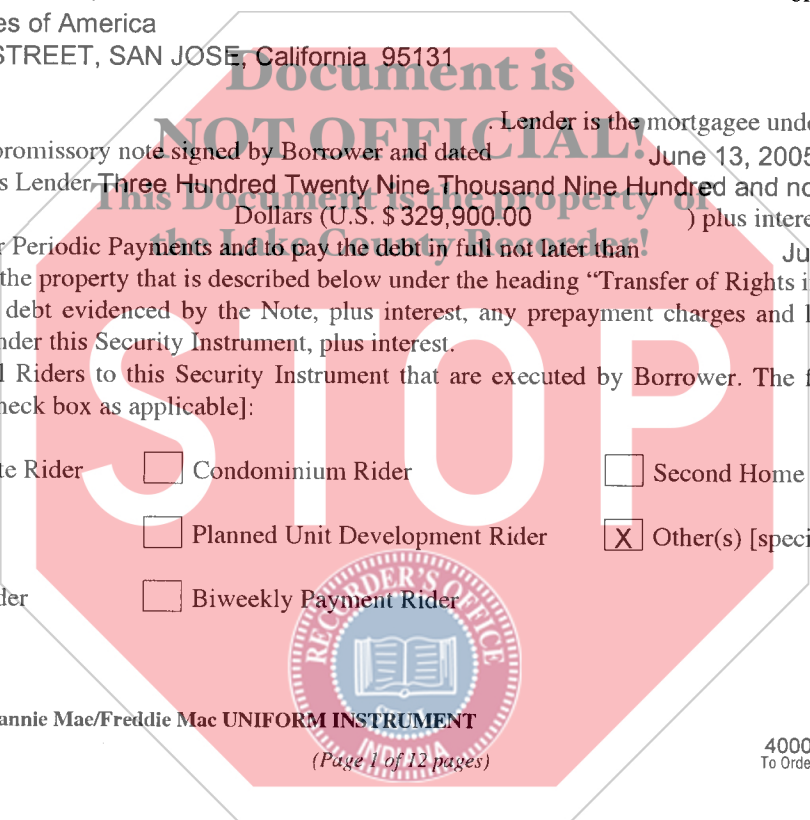 es of America
STREET, SAN JOSE, California 95131
Document is
. Lender is the mortgagee unde
NOT OFFICIAL!
promissory note signed by Borrower and dated June 13, 2005
s Lender Three Hundred Twenty Nine Thousand Nine Hundred and no
This Document is the property of
Dollars (U.S. $ 329,900.00 ) plus intere
r Periodic Payments and to pay the debt in full not later than Ju
the Lake County Recorder!
the property that is described below under the heading “Transfer of Rights i
debt evidenced by the Note, plus interest, any prepayment charges and l
nder this Security Instrument, plus interest.
l Riders to this Security Instrument that are executed by Borrower. The f
heck box as applicable]:
STOP
te Rider Condominium Rider Second Home
Planned Unit Development Rider X Other(s) [speci
der Biweekly Payment Rider
RECORDER'S OFFICE
SEAL
INDIANA
annie Mae/Freddie Mac UNIFORM INSTRUMENT
(Page 1 of 12 pages)
4000
To Orde